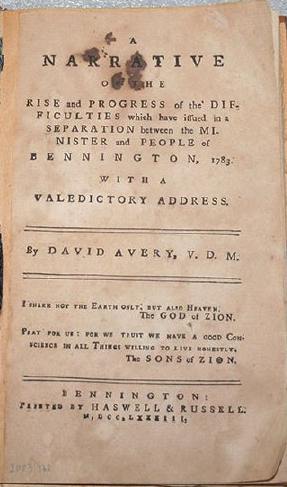 A
NARRATIVE
OF THE
RISE and PROGRESS of the DIF-
FICULTIES which have issued in a
SEPARATION between the MI-
NISTER and PEOPLE of
BENNINGTON, 1783.
WITH A
VALEDICTORY ADDRESS.
By DAVID AVERY, V. D. M.
I SHAKE NOT THE EARTH ONLY, BUT ALSO HEAVEN.
The GOD of ZION.
PRAY FOR US: FOR WE TRUST WE HAVE A GOOD CON-
SCIENCE IN ALL THINGS WILLING TO LIVE HONESTLY.
The SONS of ZION.
BENNINGTON:
PRINTED BY HASWELL & RUSSELL.
M,DCC,LXXXIII.